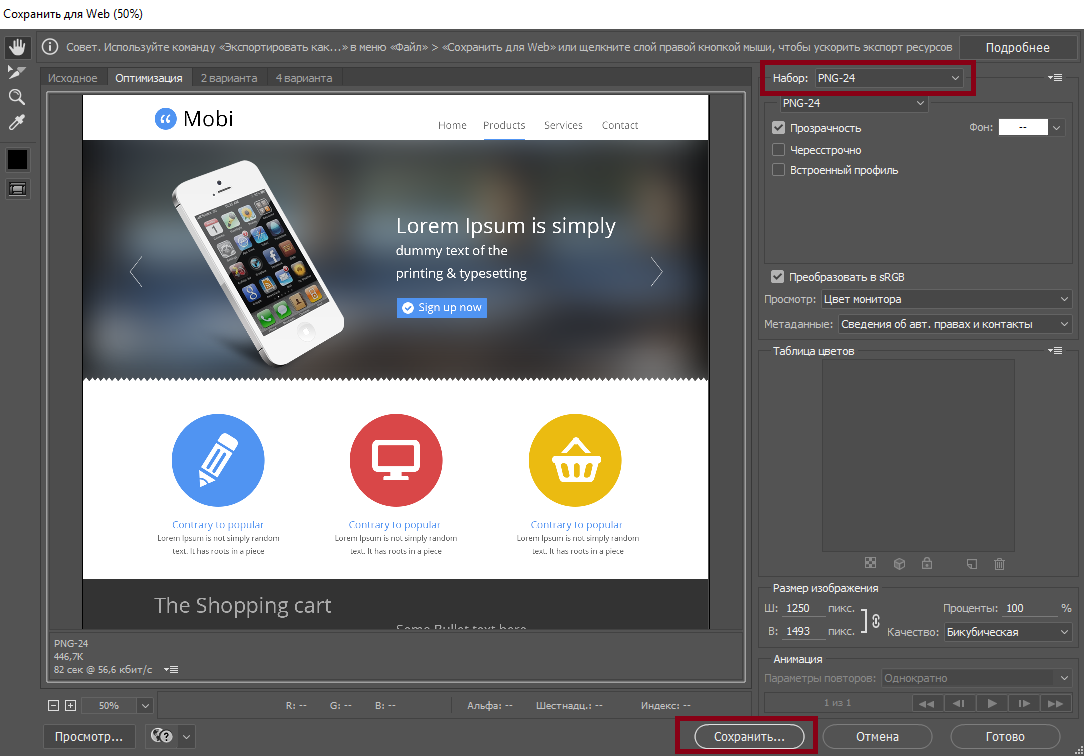 Сохранить для Web (50%)
Совет. Используйте команду «Экспортировать как...» в меню «Файл» > «Сохранить для Web» или щелкните слой правой кнопкой мыши, чтобы ускорить экспорт ресурсов
Подробнее
Исходное Оптимизация 2 варианта 4 варианта
Набор: PNG-24
PNG-24
Прозрачность Фон: --
Чересстрочно
Встроенный профиль
Преобразовать в sRGB
Просмотр: Цвет монитора
Метаданные: Сведения об авт. правах и контакты
Таблица цветов
Mobi
Home Products Services Contact
Lorem Ipsum is simply
dummy text of the
printing & typesetting
Sign up now
Contrary to popular
Lorem Ipsum is not simply random
text. It has roots in a piece
Contrary to popular
Lorem Ipsum is not simply random
text. It has roots in a piece
Contrary to popular
Lorem Ipsum is not simply random
text. It has roots in a piece
The Shopping cart
Some Bullet text here
Размер изображения
Ш: 1250 пикс. Проценты: 100 %
В: 1493 пикс. Качество: Бикубическая
Анимация
Параметры повторов: Однократно
1 из 1
PNG-24
446,7K
82 сек @ 56,6 кбит/с
50% R: -- G: -- B: -- Альфа: -- Шестнадц.: -- Индекс: --
Просмотр... Сохранить... Отмена Готово